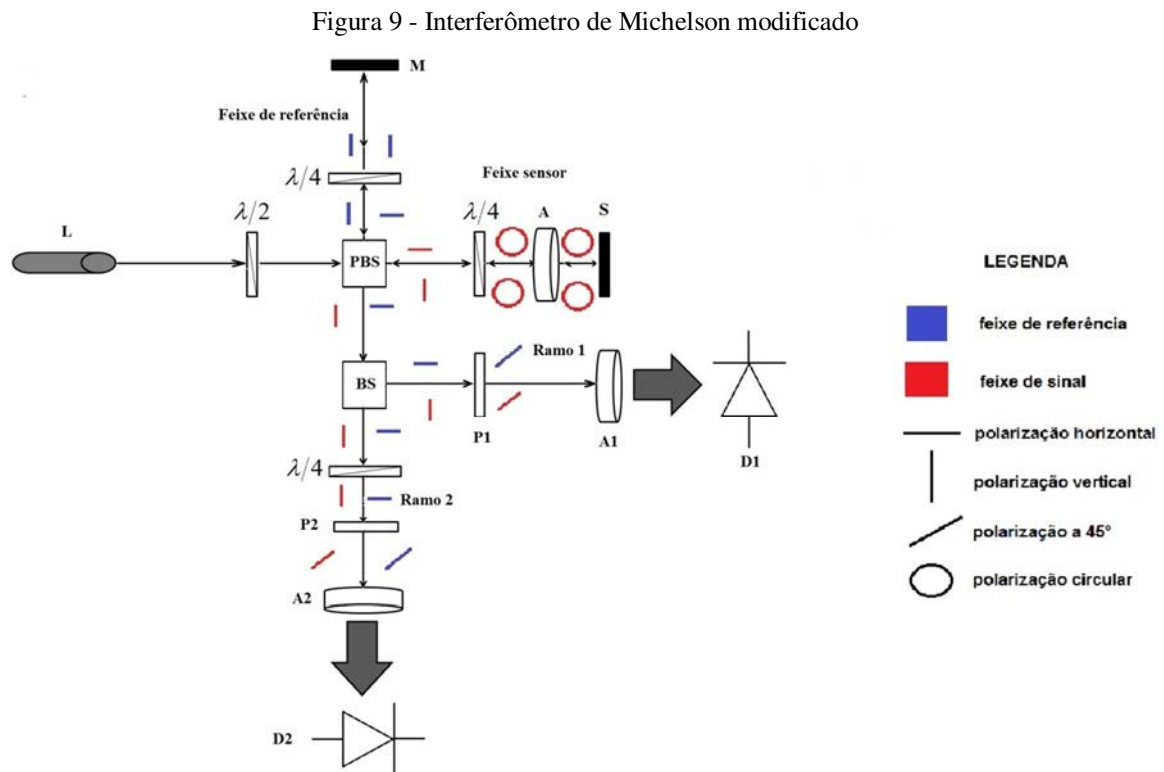 Figura 9 - Interferômetro de Michelson modificado
M
Feixe de referência
λ/4
Feixe sensor
λ/2
λ/4
A
S
L
PBS
LEGENDA
feixe de referência
feixe de sinal
polarização horizontal
polarização vertical
polarização a 45°
polarização circular
Ramo 1
BS
P1
A1
D1
λ/4
Ramo 2
P2
A2
D2